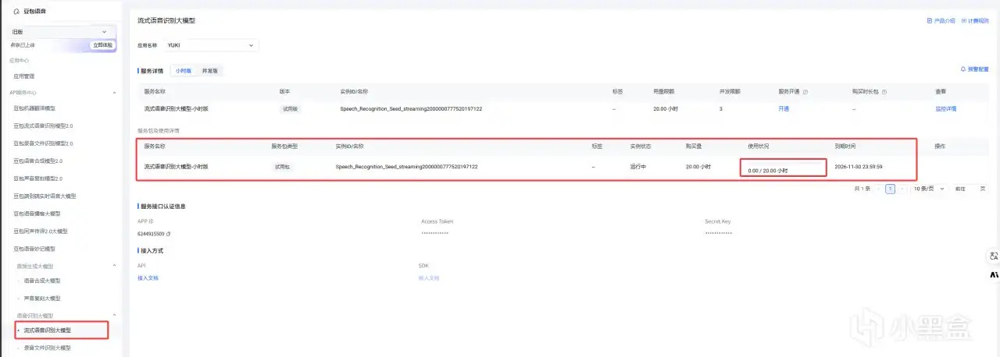 豆包语音
旧版
新版已上线 立即体验
应用中心
应用管理
API服务中心
豆包机器翻译模型
豆包流式语音识别模型2.0
豆包录音文件识别模型2.0
豆包语音合成模型2.0
豆包声音复刻模型2.0
豆包端到端实时语音大模型
豆包语音播客大模型
豆包同声传译2.0大模型
豆包语音妙记模型
音频生成大模型
语音合成大模型
声音复刻大模型
语音识别大模型
流式语音识别大模型
录音文件识别大模型
流式语音识别大模型 产品介绍 计费规则
应用名称 YUKI
服务详情 小时版 并发版 预警配置
服务名称 版本 实例ID/名称 标签 用量限额 并发限额 服务开通 购买时长包 查看
流式语音识别大模型-小时版 试用版 Speech_Recognition_Seed_streaming2000000777520197122 -- 20.00 小时 3 开通 -- 监控详情
服务包及使用详情
服务名称 服务包类型 实例ID/名称 标签 实例状态 购买量 使用状况 到期时间 操作
流式语音识别大模型-小时版 试用包 Speech_Recognition_Seed_streaming2000000777520197122 -- 运行中 20.00 小时 0.00 / 20.00 小时 2026-11-30 23:59:59
共 1 条 1 10 条/页 前往 页
服务接口认证信息
APP ID Access Token Secret Key
6244915509 ············ ············
接入方式
API SDK
接入文档 接入文档
小黑盒